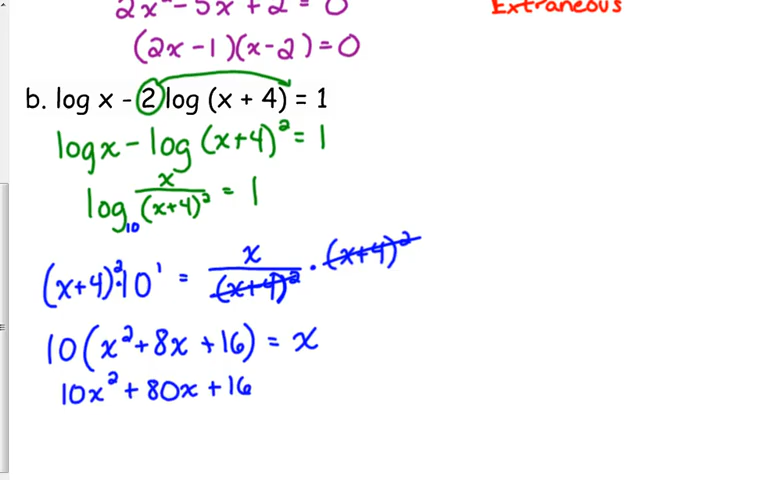 2x² - 5x + 2 = 0
Extraneous
(2x - 1)(x - 2) = 0
b. log x - 2 log (x + 4) = 1
log x - log (x+4)² = 1
log₁₀ x/(x+4)² = 1
(x+4)²·10¹ = x/(x+4)² · (x+4)²
10(x² + 8x + 16) = x
10x² + 80x + 16